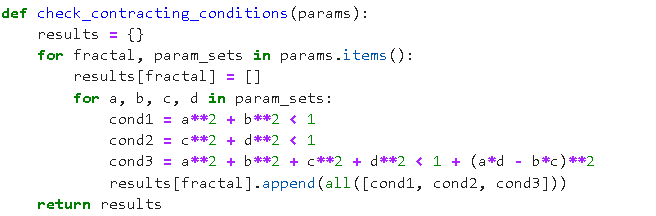 def check_contracting_conditions(params):
    results = {}
    for fractal, param_sets in params.items():
        results[fractal] = []
        for a, b, c, d in param_sets:
            cond1 = a**2 + b**2 < 1
            cond2 = c**2 + d**2 < 1
            cond3 = a**2 + b**2 + c**2 + d**2 < 1 + (a*d - b*c)**2
            results[fractal].append(all([cond1, cond2, cond3]))
    return results